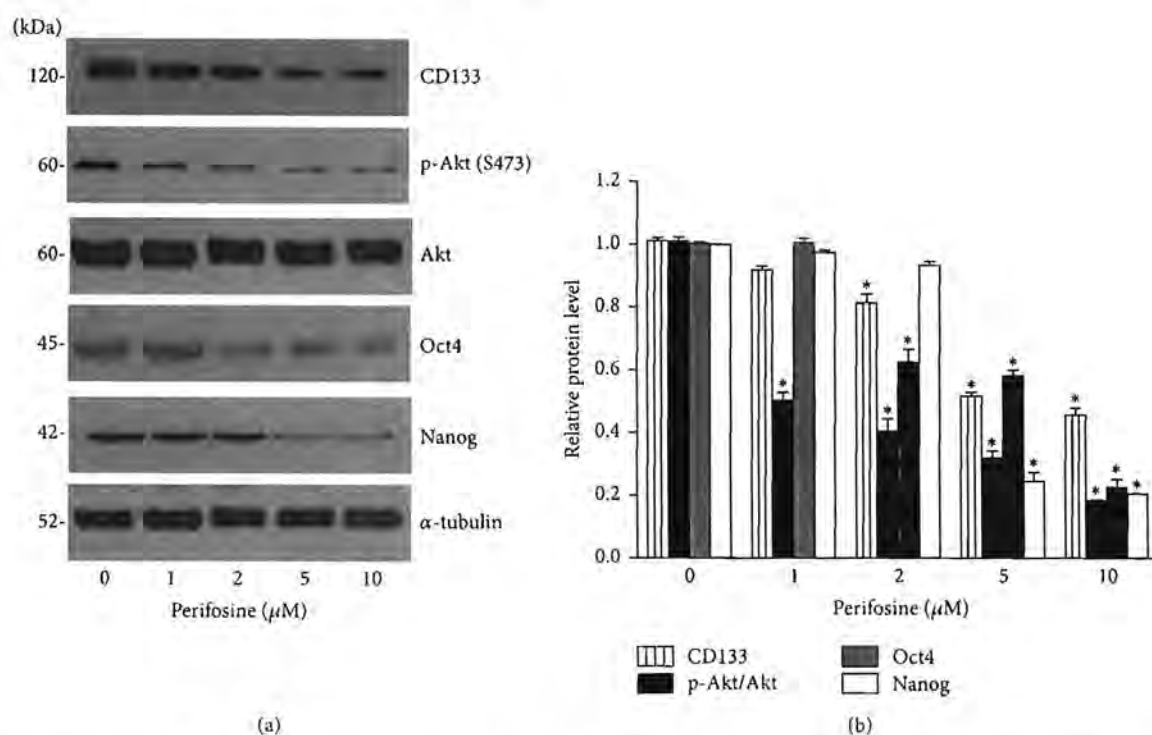 (kDa)
120-
CD133
60-
p-Akt (S473)
60-
Akt
45-
Oct4
42-
Nanog
52-
α-tubulin
0 1 2 5 10
Perifosine (μM)
(a)
Relative protein level
1.2
1.0
0.8
0.6
0.4
0.2
0.0
*
* * *
* * * *
* * * *
0 1 2 5 10
Perifosine (μM)
CD133 Oct4
p-Akt/Akt Nanog
(b)